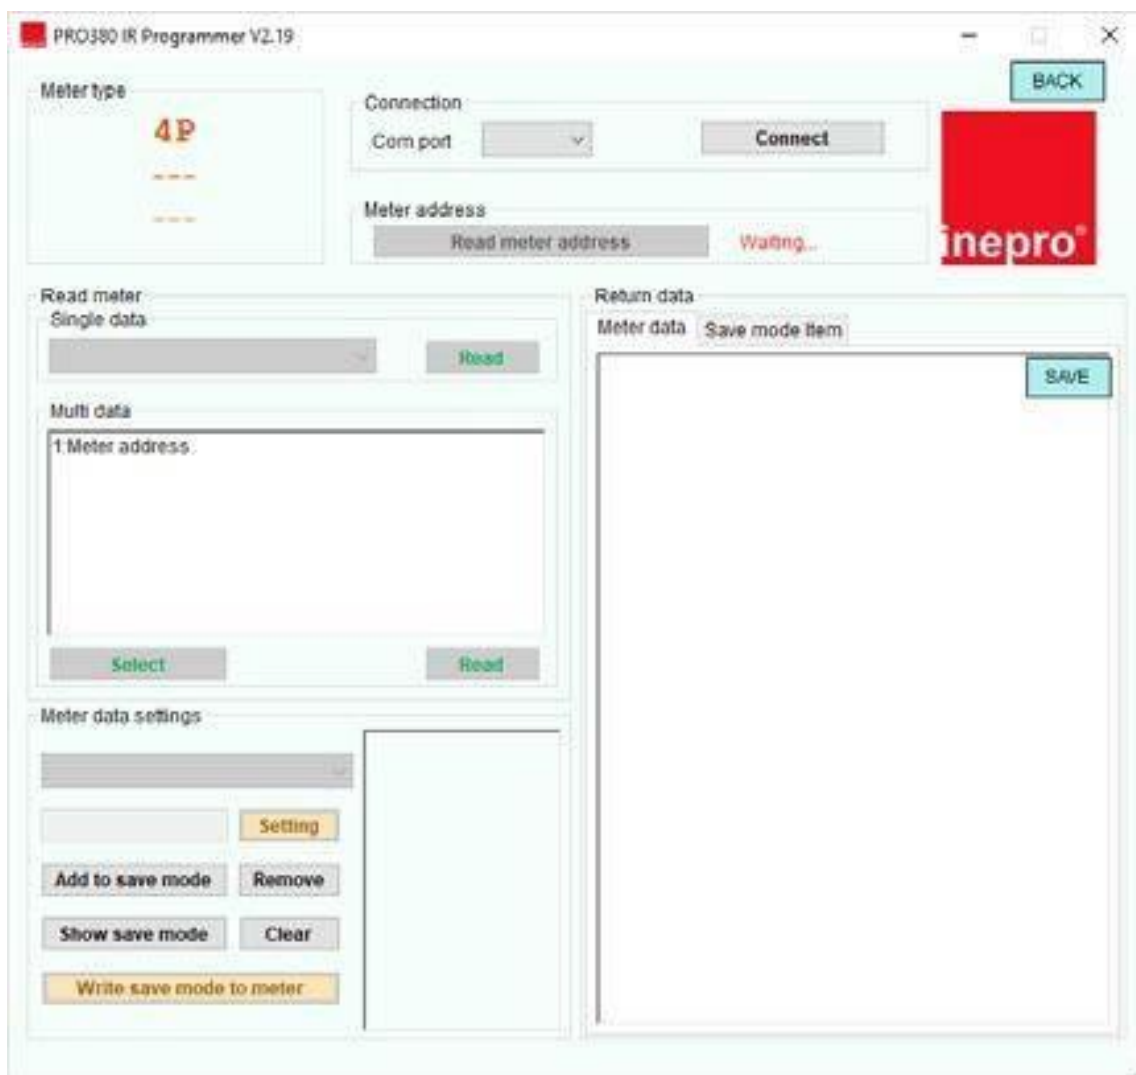 PRO380 IR Programmer V2.19
BACK
Meter type
4P
---
---
Connection
Com port
Connect
Meter address
Read meter address
Waiting...
inepro®
Read meter
Single data
Read
Multi data
1 Meter address
Select
Read
Return data
Meter data
Save mode item
SAVE
Meter data settings
Setting
Add to save mode
Remove
Show save mode
Clear
Write save mode to meter